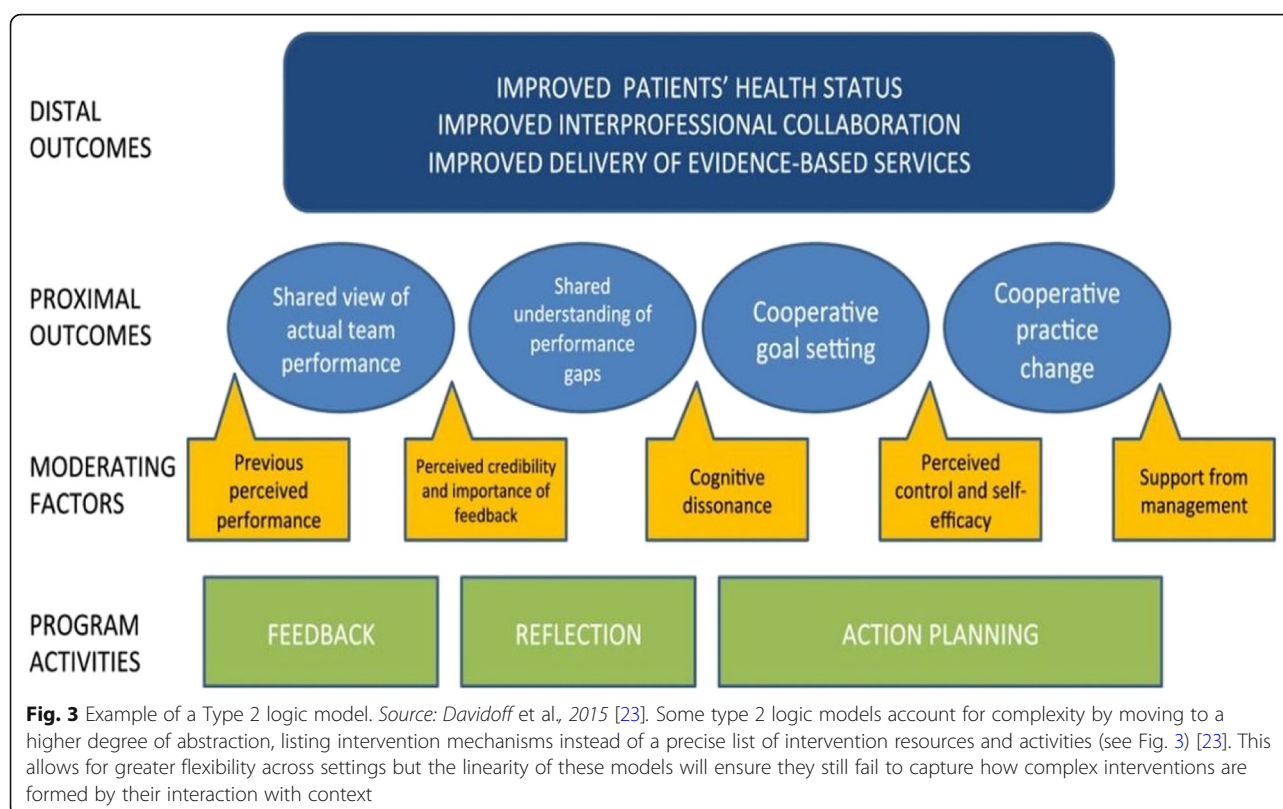 DISTAL
OUTCOMES
IMPROVED PATIENTS' HEALTH STATUS
IMPROVED INTERPROFESSIONAL COLLABORATION
IMPROVED DELIVERY OF EVIDENCE-BASED SERVICES
PROXIMAL
OUTCOMES
Shared view of
actual team
performance
Shared
understanding of
performance
gaps
Cooperative
goal setting
Cooperative
practice
change
MODERATING
FACTORS
Previous
perceived
performance
Perceived credibility
and importance of
feedback
Cognitive
dissonance
Perceived
control and self-
efficacy
Support from
management
PROGRAM
ACTIVITIES
FEEDBACK
REFLECTION
ACTION PLANNING
Fig. 3 Example of a Type 2 logic model. Source: Davidoff et al., 2015 [23]. Some type 2 logic models account for complexity by moving to a
higher degree of abstraction, listing intervention mechanisms instead of a precise list of intervention resources and activities (see Fig. 3) [23]. This
allows for greater flexibility across settings but the linearity of these models will ensure they still fail to capture how complex interventions are
formed by their interaction with context